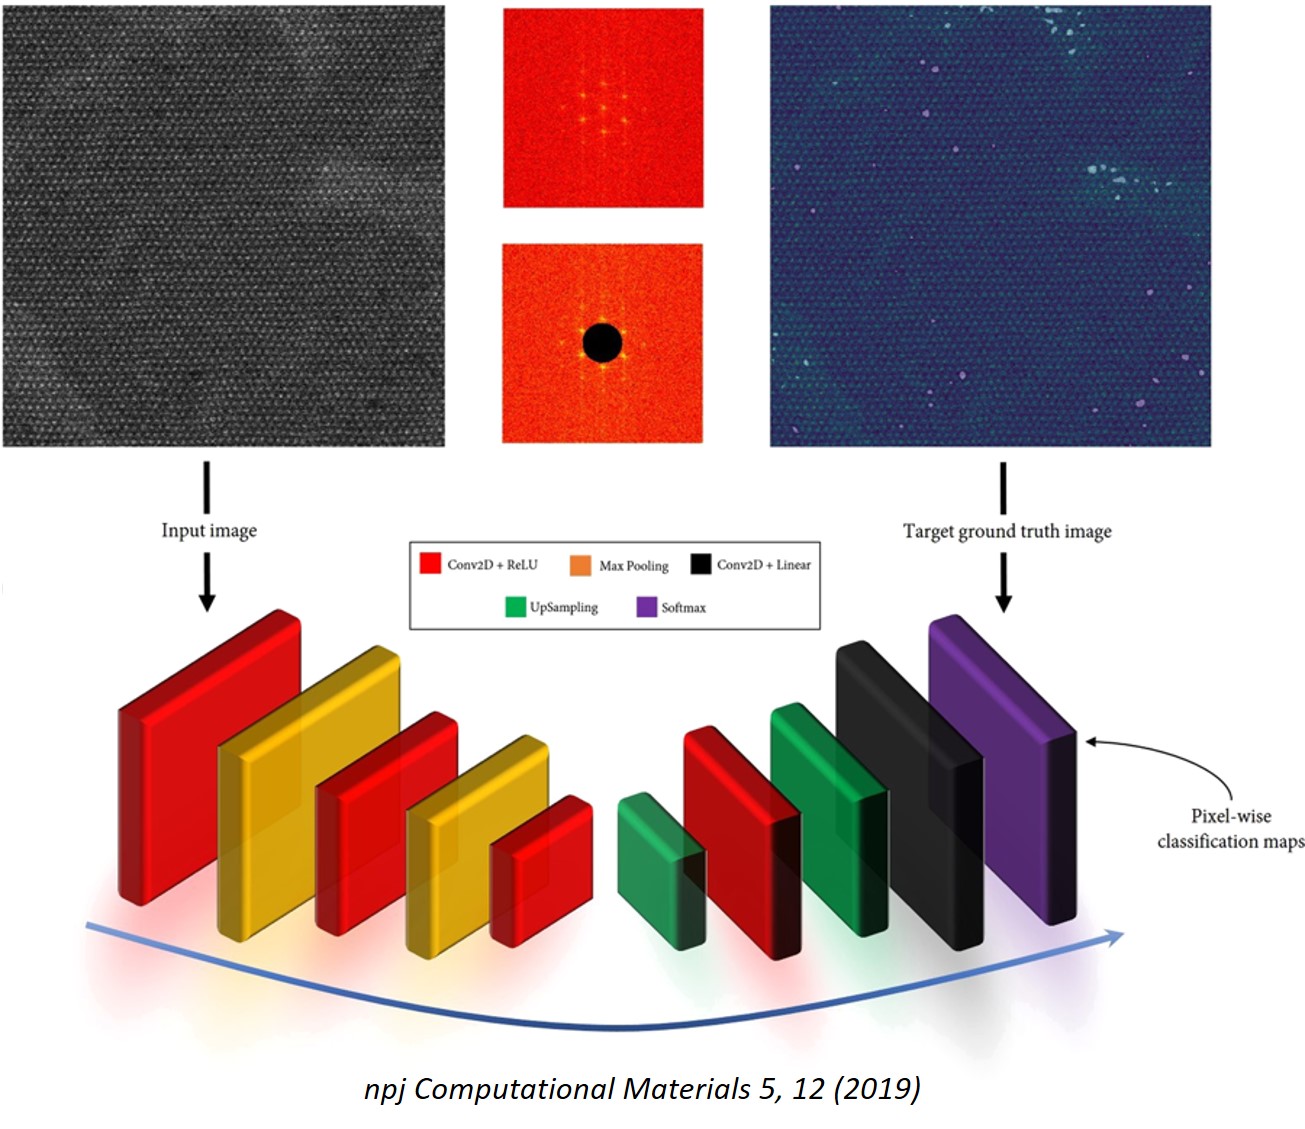 Input image
Target ground truth image
Conv2D + ReLU
Max Pooling
Conv2D + Linear
UpSampling
Softmax
Pixel-wise
classification maps
npj Computational Materials 5, 12 (2019)